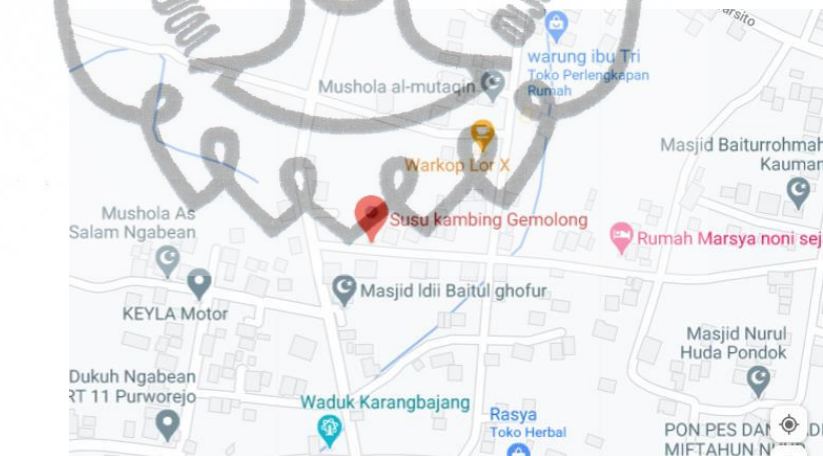 warung ibu Tri
Toko Perlengkapan
Rumah
Mushola al-mutaqin
Warkop Lor X
Masjid Baiturrohmah
Kauman
Mushola As
Salam Ngabean
Susu kambing Gemolong
Rumah Marsya noni sej
Masjid Idii Baitul ghofur
KEYLA Motor
Masjid Nurul
Huda Pondok
Dukuh Ngabean
RT 11 Purworejo
Waduk Karangbajang
Rasya
Toko Herbal
PON PES
MIFTAHUN